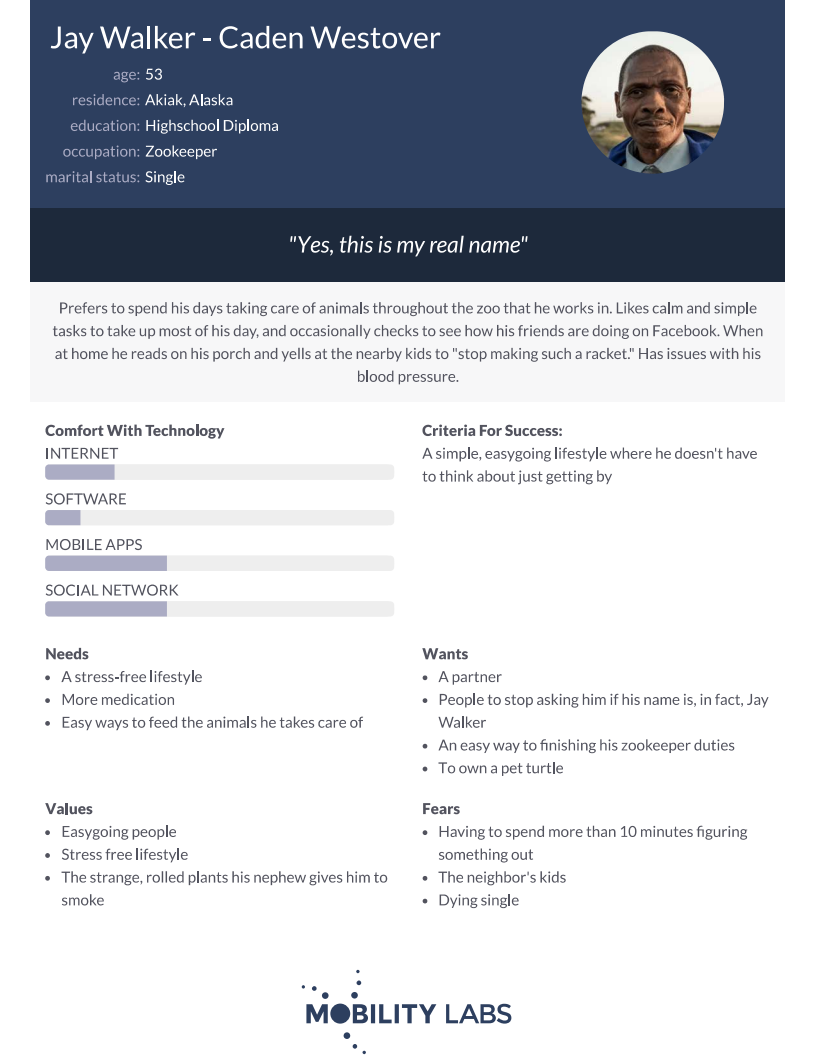 Jay Walker - Caden Westover
age: 53
residence: Akiak, Alaska
education: Highschool Diploma
occupation: Zookeeper
marital status: Single
"Yes, this is my real name"
Prefers to spend his days taking care of animals throughout the zoo that he works in. Likes calm and simple
tasks to take up most of his day, and occasionally checks to see how his friends are doing on Facebook. When
at home he reads on his porch and yells at the nearby kids to "stop making such a racket." Has issues with his
blood pressure.
Comfort With Technology
INTERNET
SOFTWARE
MOBILE APPS
SOCIAL NETWORK
Criteria For Success:
A simple, easygoing lifestyle where he doesn't have
to think about just getting by
Needs
• A stress-free lifestyle
• More medication
• Easy ways to feed the animals he takes care of
Wants
• A partner
• People to stop asking him if his name is, in fact, Jay
Walker
• An easy way to finishing his zookeeper duties
• To own a pet turtle
Values
• Easygoing people
• Stress free lifestyle
• The strange, rolled plants his nephew gives him to
smoke
Fears
• Having to spend more than 10 minutes figuring
something out
• The neighbor's kids
• Dying single
MOBILITY LABS